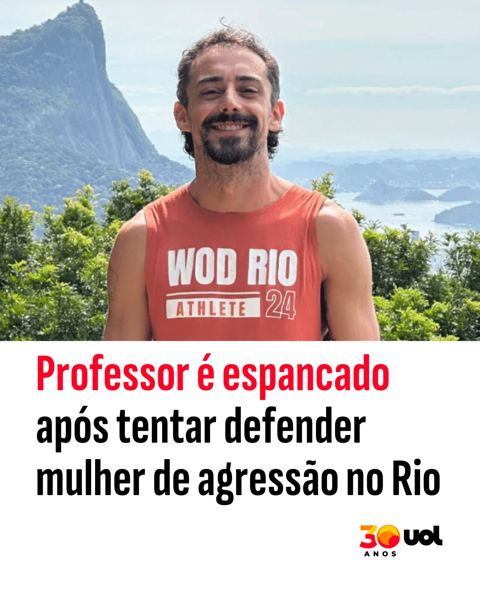 WOD RIO
ATHLETE 24
Professor é espancado
após tentar defender
mulher de agressão no Rio
30 UOL
ANOS